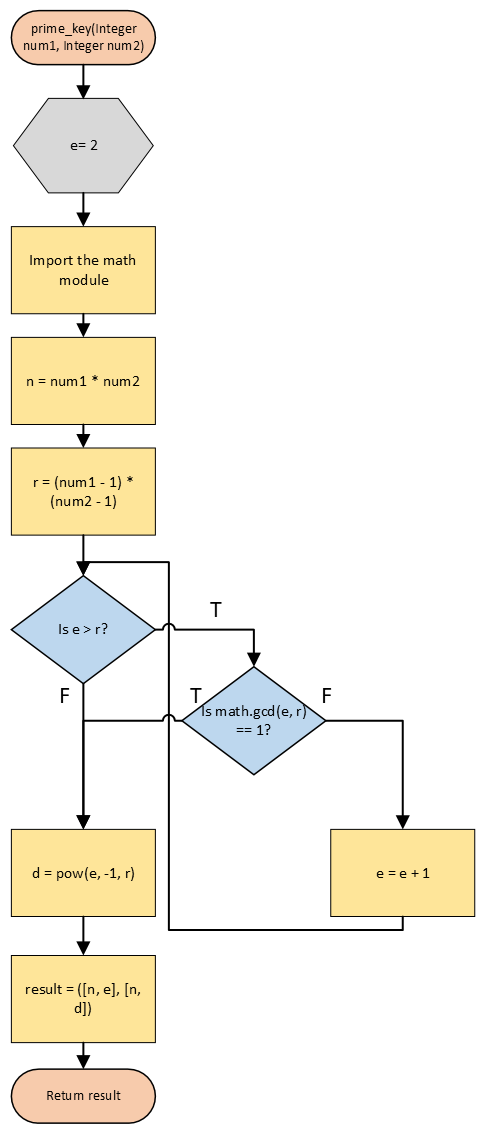 prime_key(Integer
num1, Integer num2)
e= 2
Import the math
module
n = num1 * num2
r = (num1 - 1) *
(num2 - 1)
Is e > r?
T
F
T
Is math.gcd(e, r)
== 1?
F
d = pow(e, -1, r)
e = e + 1
result = ([n, e], [n,
d])
Return result